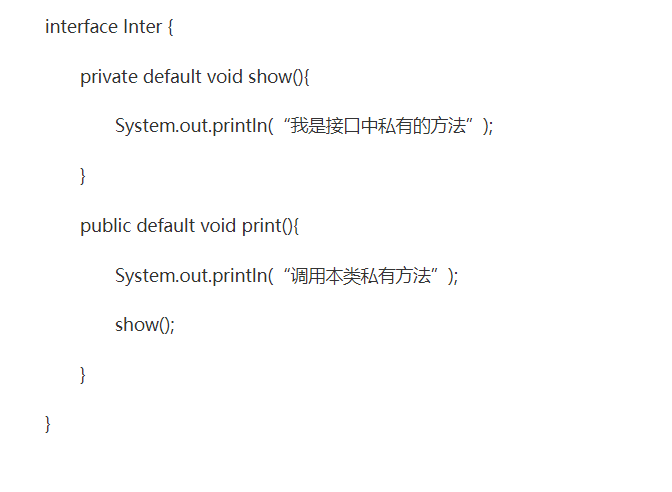 interface Inter {
private default void show(){
System.out.println(“我是接口中私有的方法”);
}
public default void print(){
System.out.println(“调用本类私有方法”);
show();
}
}